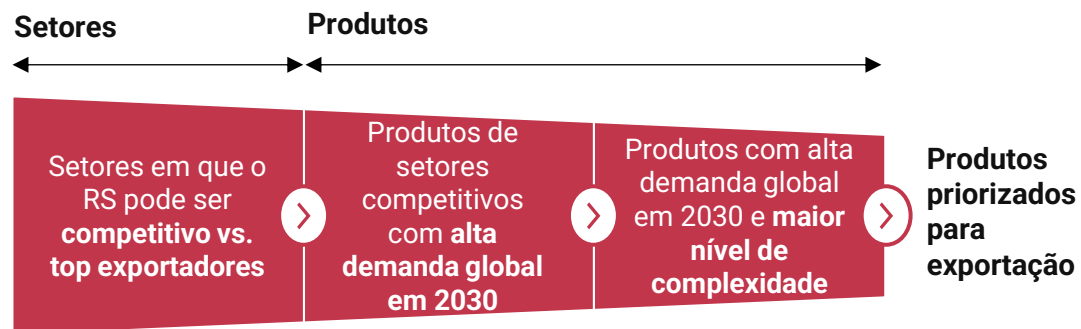 Setores
Produtos
Setores em que o
RS pode ser
competitivo vs.
top exportadores
Produtos de
setores
competitivos
com alta
demanda global
em 2030
Produtos com alta
demanda global
em 2030 e maior
nível de
complexidade
Produtos
priorizados
para
exportação